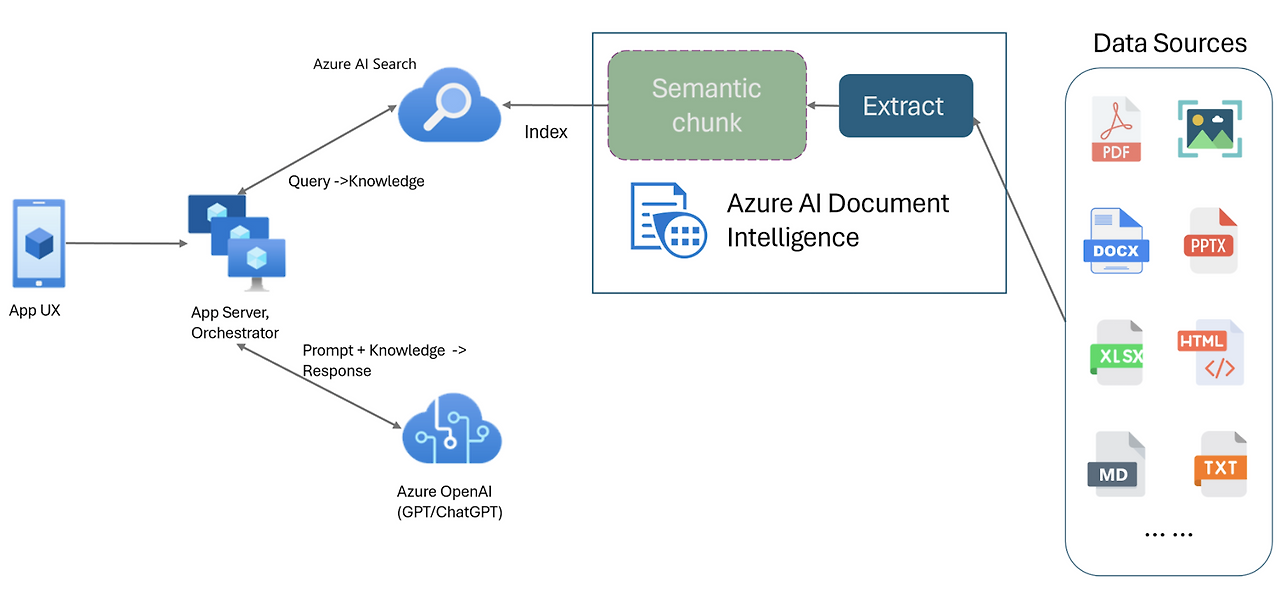 Data Sources
Azure AI Search
Semantic
chunk
Extract
Index
PDF
Query ->Knowledge
Azure AI Document
Intelligence
DOCX
PPTX
App UX
App Server,
Orchestrator
Prompt + Knowledge ->
Response
XLSX
HTML
</>
Azure OpenAI
(GPT/ChatGPT)
MD
TXT
... ...